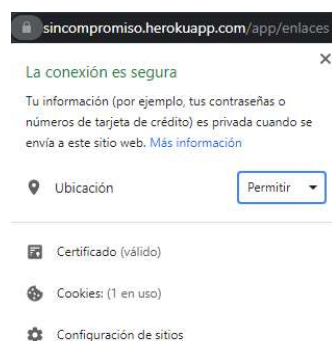 sincompromiso.herokuapp.com/app/enlaces
La conexión es segura
Tu información (por ejemplo, tus contraseñas o
números de tarjeta de crédito) es privada cuando se
envía a este sitio web. Más información
Ubicación Permitir
Certificado (válido)
Cookies: (1 en uso)
Configuración de sitios